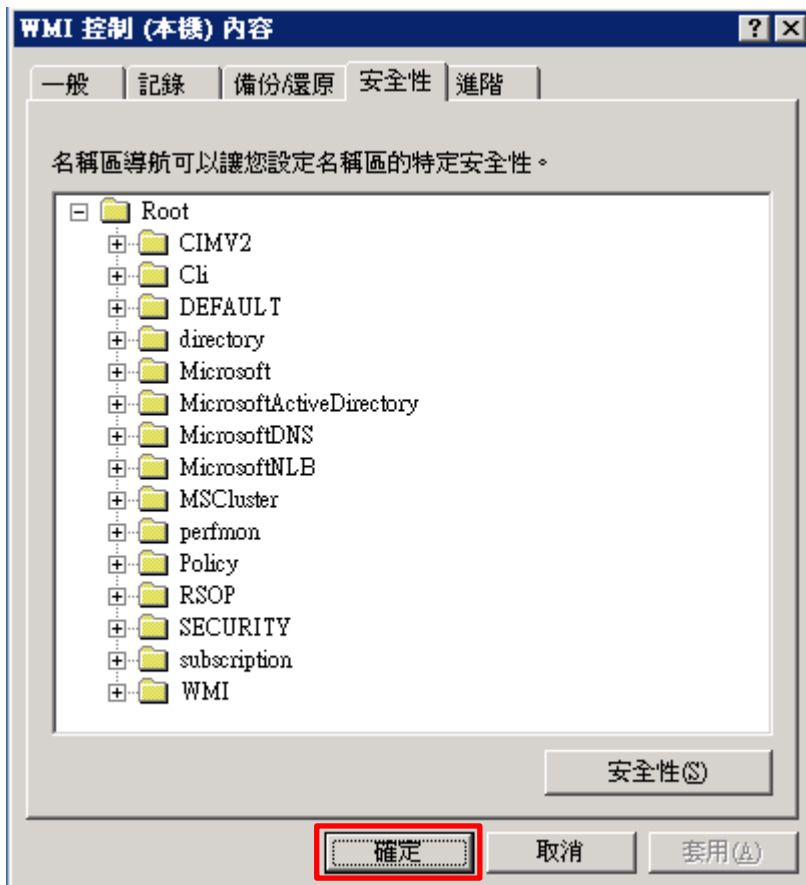 WMI 控制 (本機) 內容
一般 記錄 備份/還原 安全性 進階
名稱區導航可以讓您設定名稱區的特定安全性。
Root
CIMV2
Cli
DEFAULT
directory
Microsoft
MicrosoftActiveDirectory
MicrosoftDNS
MicrosoftNLB
MSCluster
perfmon
Policy
RSOP
SECURITY
subscription
WMI
安全性(S)
確定 取消 套用(A)